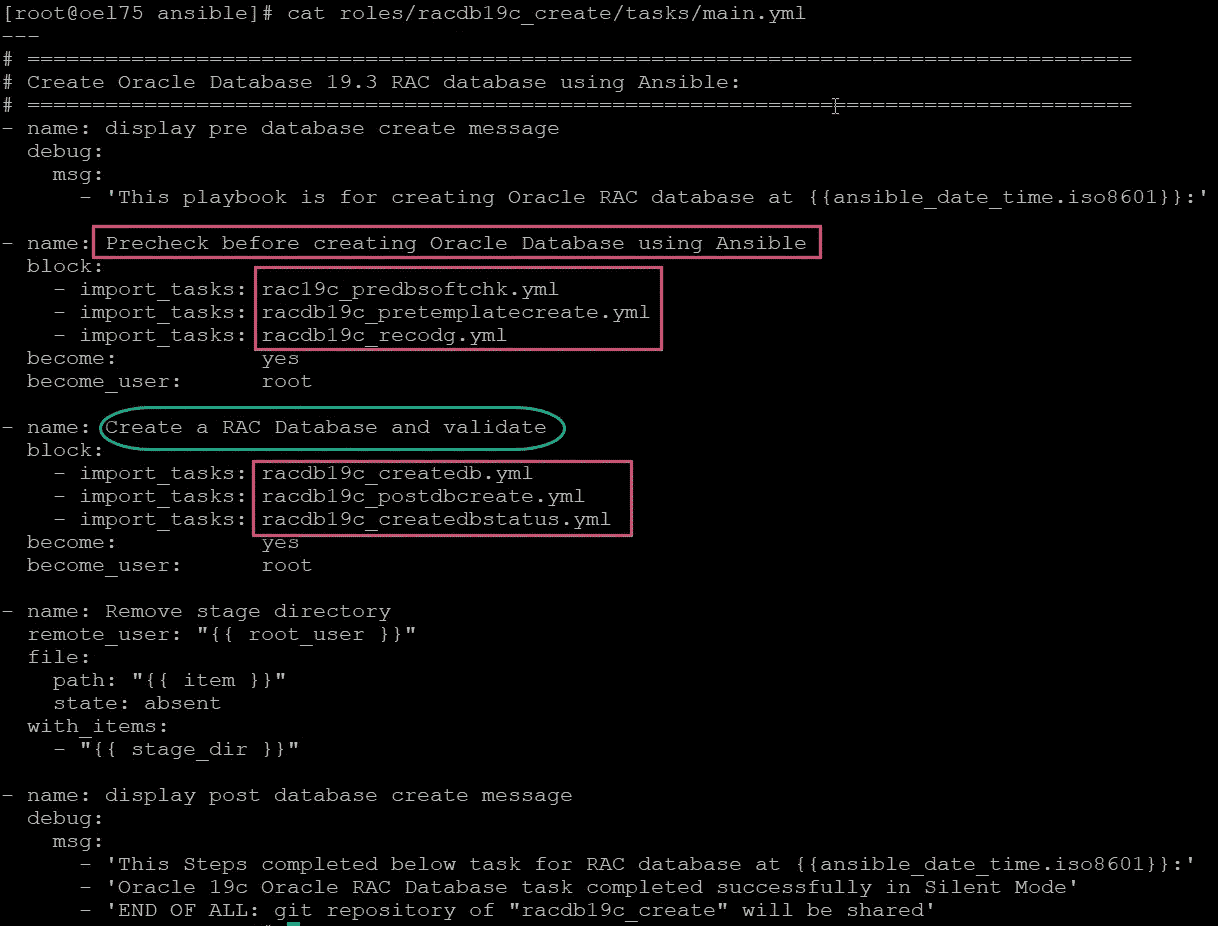 [root@oel75 ansible]# cat roles/racdb19c_create/tasks/main.yml
---
# =====================================================================================
# Create Oracle Database 19.3 RAC database using Ansible:
# =====================================================================================
- name: display pre database create message
  debug:
    msg:
      - 'This playbook is for creating Oracle RAC database at {{ansible_date_time.iso8601}}:'

- name: Precheck before creating Oracle Database using Ansible
  block:
    - import_tasks: rac19c_predbsoftchk.yml
    - import_tasks: racdb19c_pretemplatecreate.yml
    - import_tasks: racdb19c_recodg.yml
  become:           yes
  become_user:      root

- name: Create a RAC Database and validate
  block:
    - import_tasks: racdb19c_createdb.yml
    - import_tasks: racdb19c_postdbcreate.yml
    - import_tasks: racdb19c_createdbstatus.yml
  become:           yes
  become_user:      root

- name: Remove stage directory
  remote_user: "{{ root_user }}"
  file:
    path: "{{ item }}"
    state: absent
  with_items:
    - "{{ stage_dir }}"

- name: display post database create message
  debug:
    msg:
      - 'This Steps completed below task for RAC database at {{ansible_date_time.iso8601}}:'
      - 'Oracle 19c Oracle RAC Database task completed successfully in Silent Mode'
      - 'END OF ALL: git repository of "racdb19c_create" will be shared'